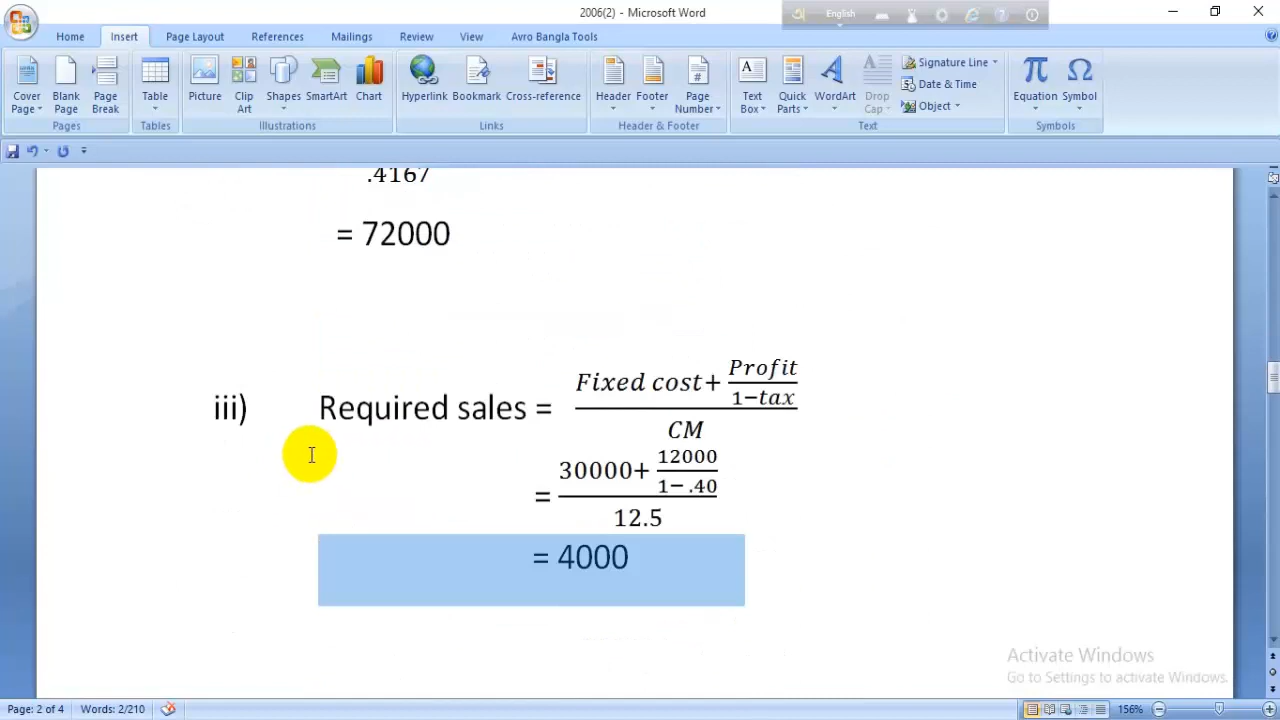 2006(2) - Microsoft Word
English
Home Insert Page Layout References Mailings Review View Avro Bangla Tools
Cover Page Blank Page Page Break Table Picture Clip Art Shapes SmartArt Chart Hyperlink Bookmark Cross-reference Header Footer Page Number Text Box Quick Parts WordArt Drop Cap Signature Line Date & Time Object Equation Symbol
Pages Tables Illustrations Links Header & Footer Text Symbols
.4167
= 72000
iii) Required sales = Fixed cost+ Profit
1−tax
CM
= 30000+ 12000
1− .40
12.5
= 4000
Activate Windows
Go to Settings to activate Windows.
Page: 2 of 4 Words: 2/210 156%